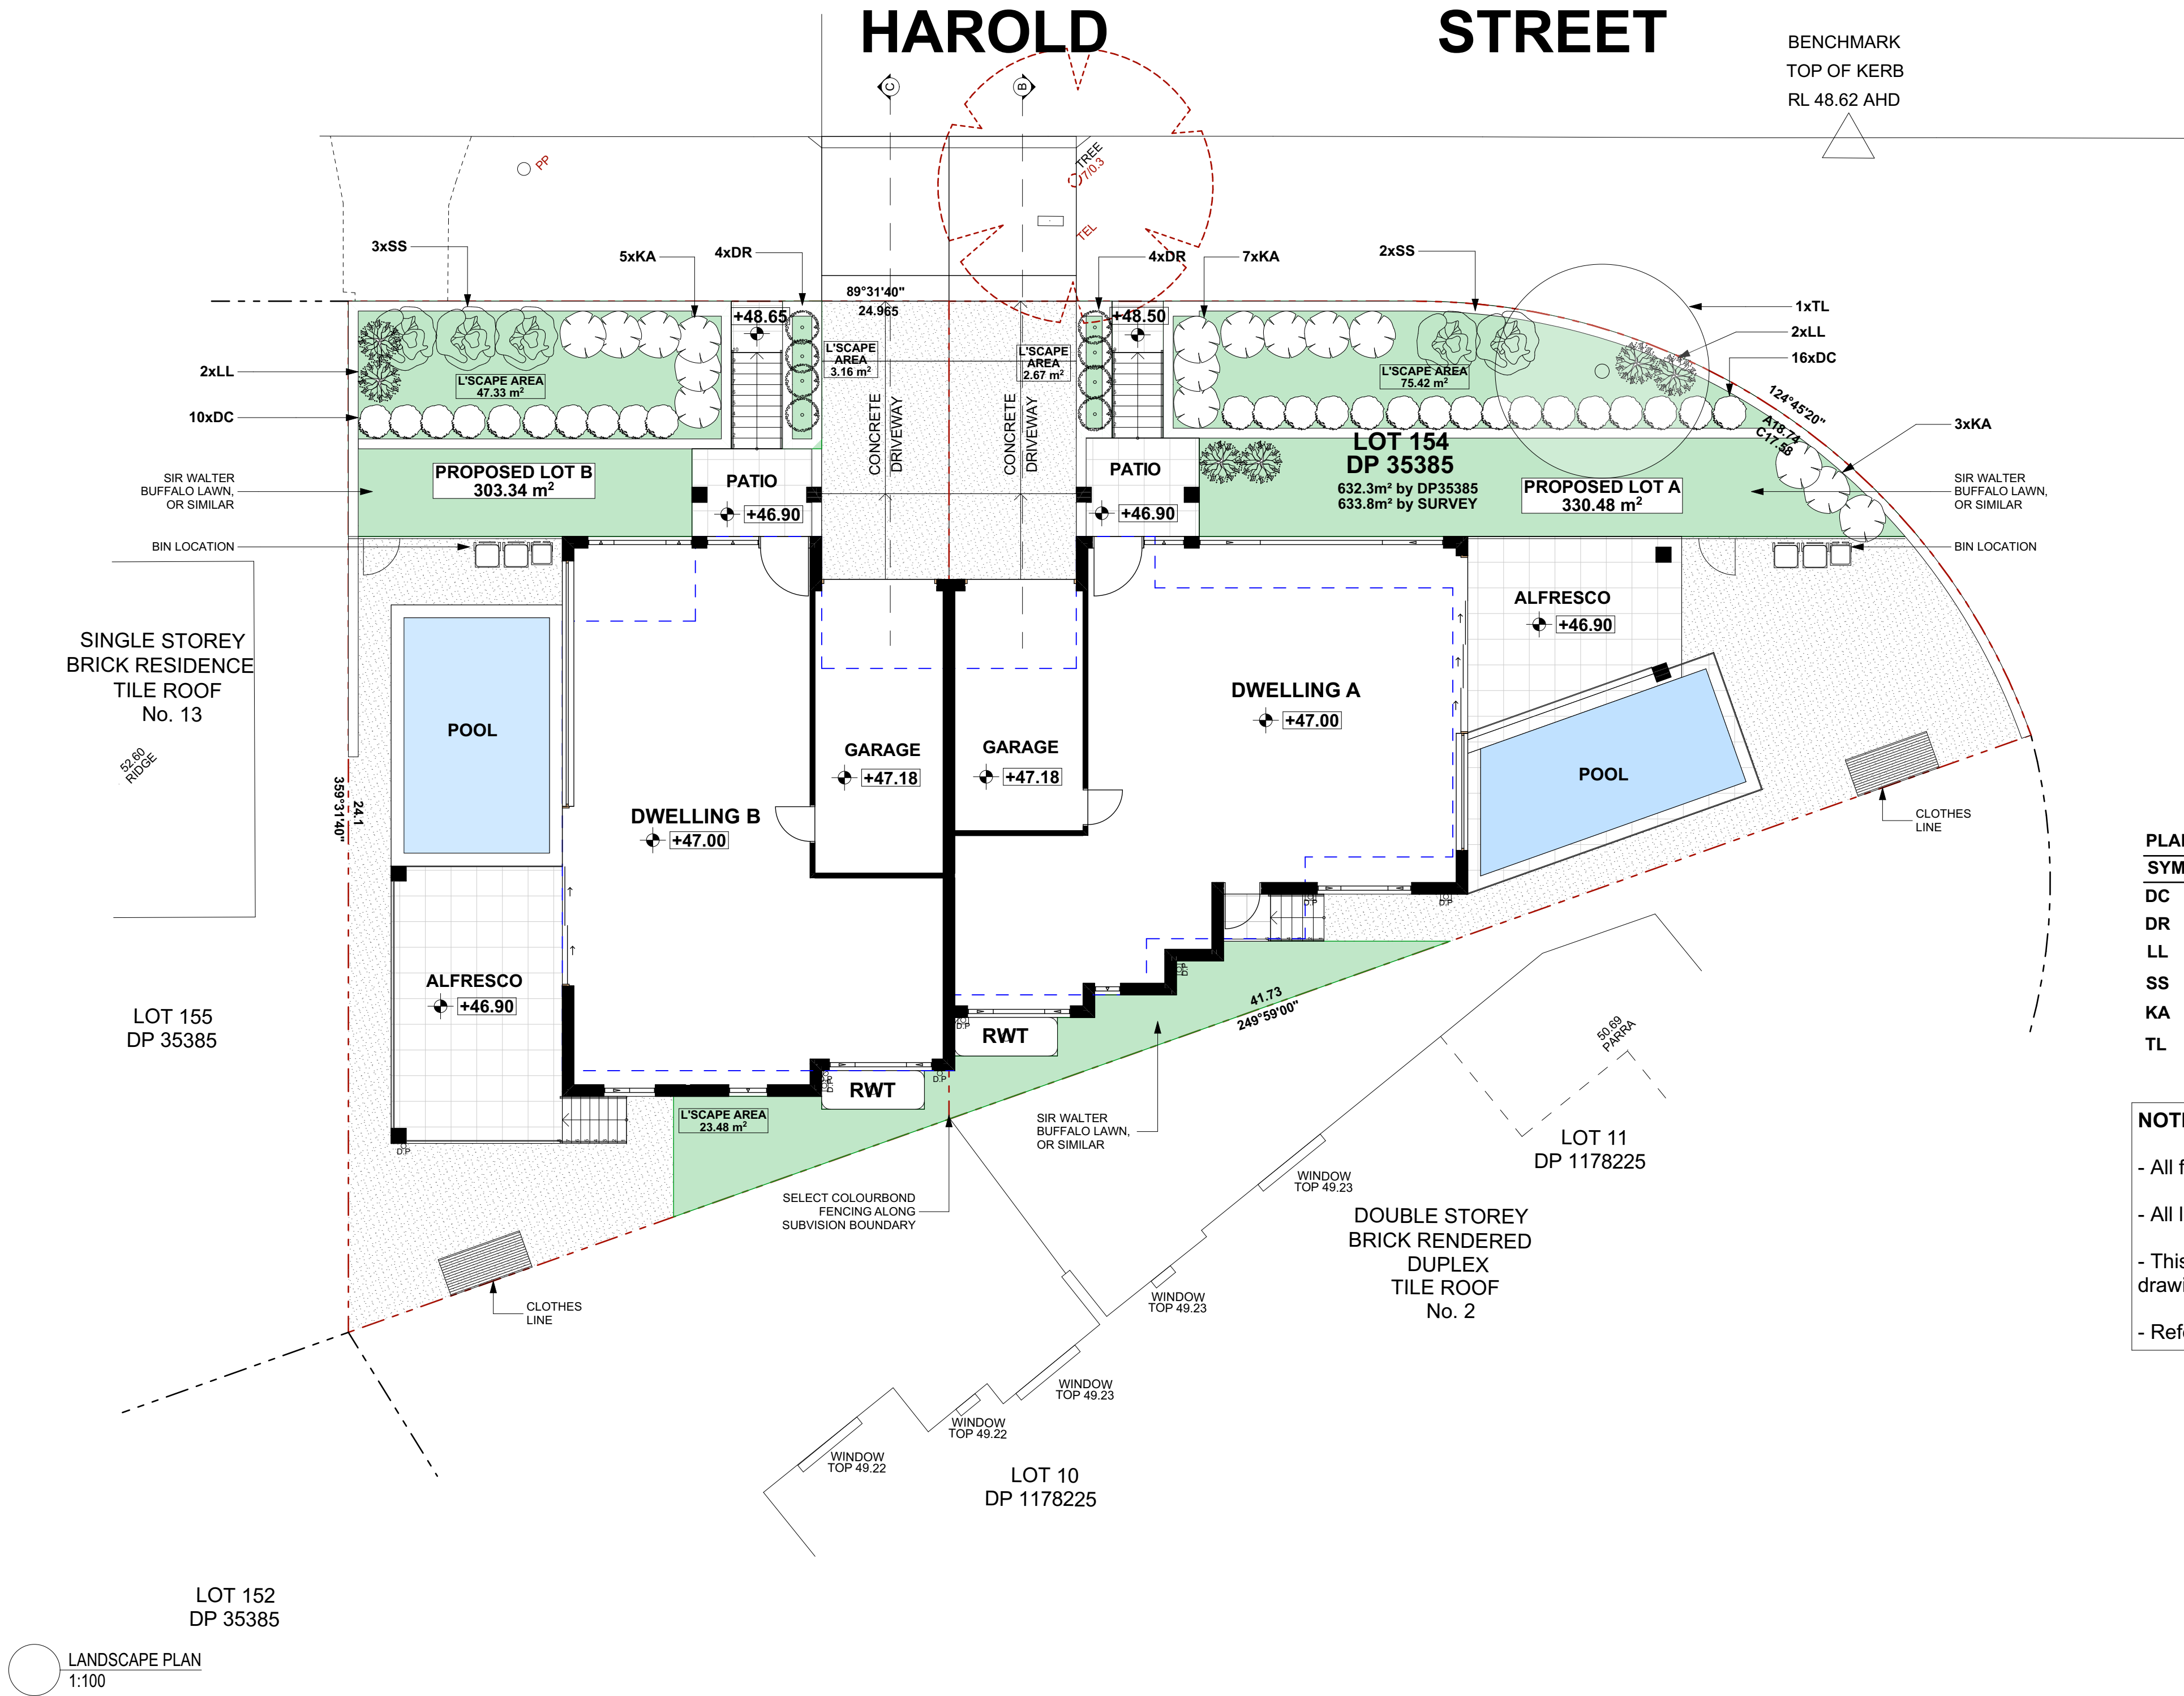 HAROLD STREET
BENCHMARK
TOP OF KERB
RL 48.62 AHD
C
B
PP
TREE
7/0.3
TEL
3xSS
5xKA
4xDR
4xDR
7xKA
2xSS
1xTL
2xLL
16xDC
3xKA
2xLL
10xDC
89°31'40"
24.965
+48.65
+48.50
L'SCAPE
AREA
3.16 m²
L'SCAPE
AREA
2.67 m²
L'SCAPE AREA
47.33 m²
L'SCAPE AREA
75.42 m²
124°45'20"
A18.74
C17.58
CONCRETE
DRIVEWAY
CONCRETE
DRIVEWAY
LOT 154
DP 35385
632.3m² by DP35385
633.8m² by SURVEY
PROPOSED LOT B
303.34 m²
PROPOSED LOT A
330.48 m²
SIR WALTER
BUFFALO LAWN,
OR SIMILAR
SIR WALTER
BUFFALO LAWN,
OR SIMILAR
PATIO
+46.90
PATIO
+46.90
BIN LOCATION
BIN LOCATION
SINGLE STOREY
BRICK RESIDENCE
TILE ROOF
No. 13
52.60
RIDGE
24.1
359°31'40"
POOL
ALFRESCO
+46.90
DWELLING A
+47.00
GARAGE
+47.18
GARAGE
+47.18
DWELLING B
+47.00
POOL
CLOTHES
LINE
ALFRESCO
+46.90
LOT 155
DP 35385
D.P
D.P
D.P
D.P
D.P
D.P
D.P
D.P
RWT
RWT
41.73
249°59'00"
L'SCAPE AREA
23.48 m²
SIR WALTER
BUFFALO LAWN,
OR SIMILAR
SELECT COLOURBOND
FENCING ALONG
SUBVISION BOUNDARY
50.69
PARRA
LOT 11
DP 1178225
WINDOW
TOP 49.23
DOUBLE STOREY
BRICK RENDERED
DUPLEX
TILE ROOF
No. 2
WINDOW
TOP 49.23
WINDOW
TOP 49.23
WINDOW
TOP 49.22
WINDOW
TOP 49.22
CLOTHES
LINE
LOT 10
DP 1178225
LOT 152
DP 35385
LANDSCAPE PLAN
1:100
PLA
SYM
DC
DR
LL
SS
KA
TL
NOT
- All f
- All l
- This
drawi
- Ref